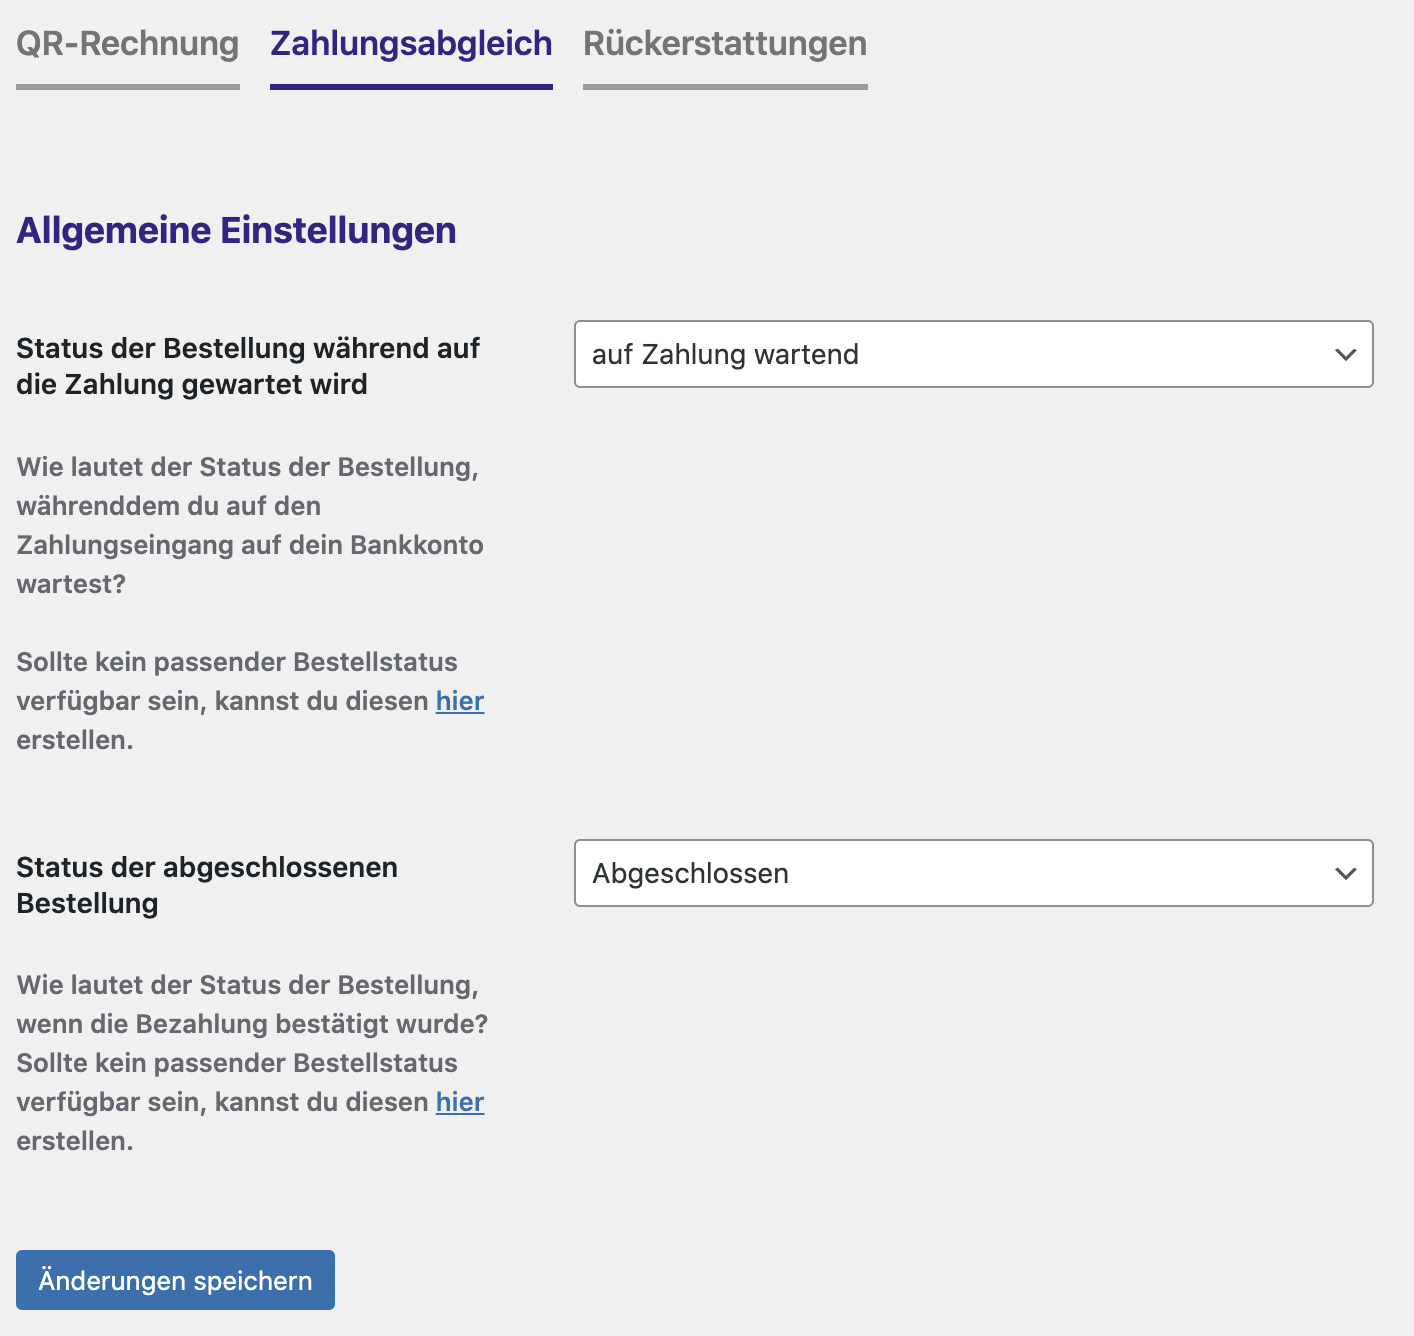 QR-Rechnung Zahlungsabgleich Rückerstattungen
Allgemeine Einstellungen
Status der Bestellung während auf
die Zahlung gewartet wird
auf Zahlung wartend
Wie lautet der Status der Bestellung,
währenddem du auf den
Zahlungseingang auf dein Bankkonto
wartest?
Sollte kein passender Bestellstatus
verfügbar sein, kannst du diesen hier
erstellen.
Status der abgeschlossenen
Bestellung
Abgeschlossen
Wie lautet der Status der Bestellung,
wenn die Bezahlung bestätigt wurde?
Sollte kein passender Bestellstatus
verfügbar sein, kannst du diesen hier
erstellen.
Änderungen speichern